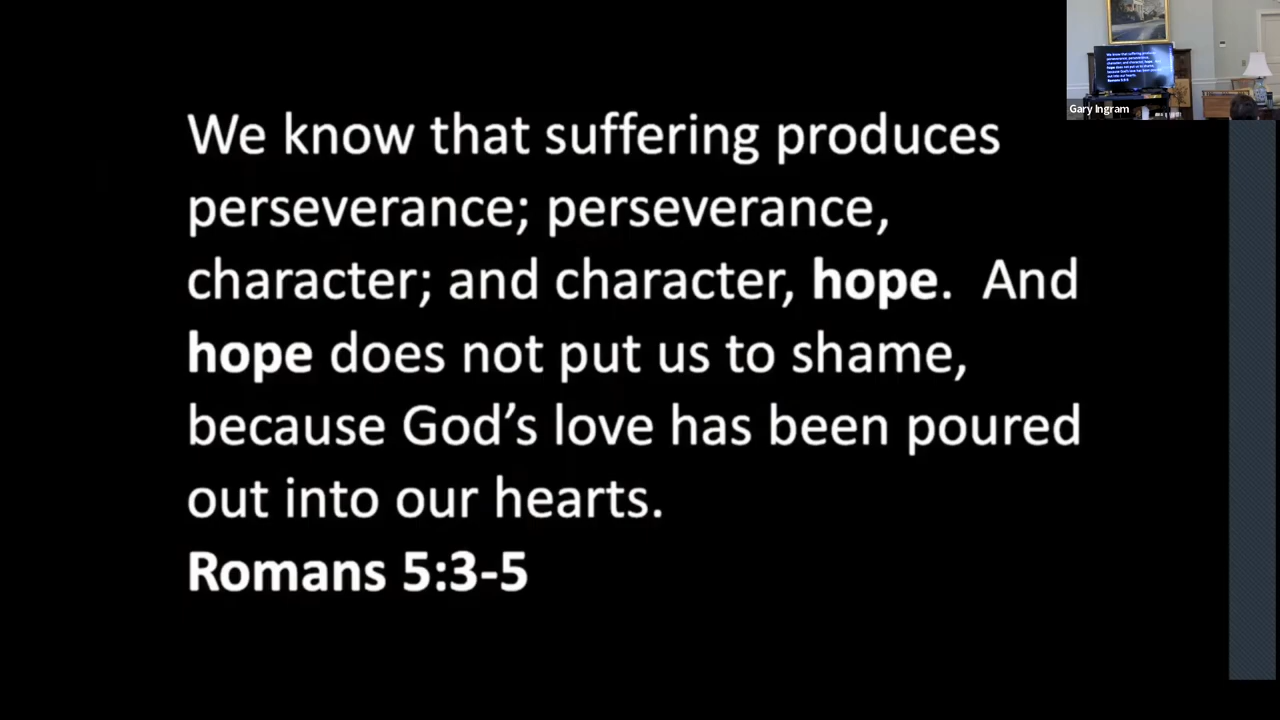 We know that suffering produces
perseverance; perseverance,
character; and character, hope.  And
hope does not put us to shame,
because God’s love has been poured
out into our hearts.
Romans 5:3-5
Gary Ingram